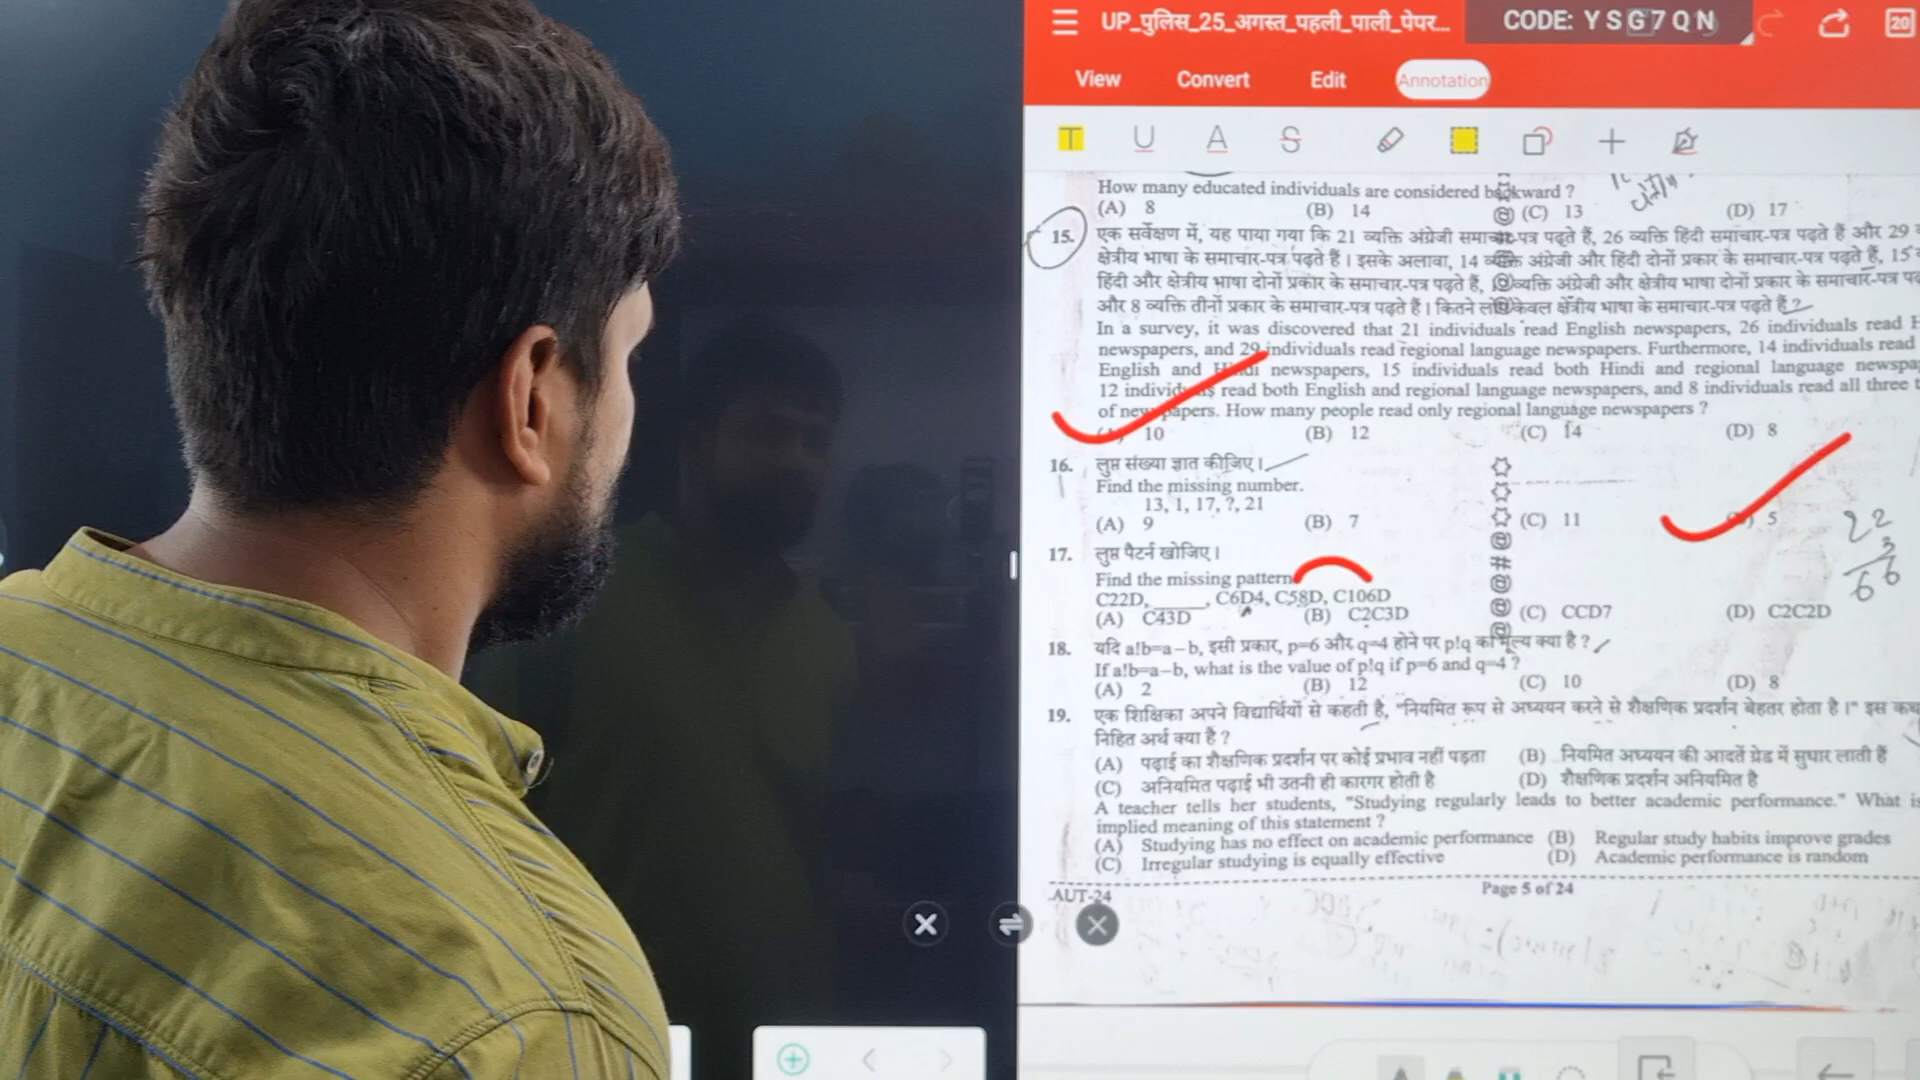 UP_पुलिस_25_अगस्त_पहली_पाली_पेपर...
CODE: YSG7QN
20
View Convert Edit Annotation
How many educated individuals are considered backward ?
(A) 8 (B) 14 (C) 13 (D) 17
15. एक सर्वेक्षण में, यह पाया गया कि 21 व्यक्ति अंग्रेजी समाचार-पत्र पढ़ते हैं, 26 व्यक्ति हिंदी समाचार-पत्र पढ़ते हैं और 29
क्षेत्रीय भाषा के समाचार-पत्र पढ़ते हैं। इसके अलावा, 14 व्यक्ति अंग्रेजी और हिंदी दोनों प्रकार के समाचार-पत्र पढ़ते हैं, 15
हिंदी और क्षेत्रीय भाषा दोनों प्रकार के समाचार-पत्र पढ़ते हैं, व्यक्ति अंग्रेजी और क्षेत्रीय भाषा दोनों प्रकार के समाचार-पत्र
और 8 व्यक्ति तीनों प्रकार के समाचार-पत्र पढ़ते हैं। कितने केवल क्षेत्रीय भाषा के समाचार-पत्र पढ़ते हैं ?
In a survey, it was discovered that 21 individuals read English newspapers, 26 individuals read
newspapers, and 29 individuals read regional language newspapers. Furthermore, 14 individuals read
English and Hindi newspapers, 15 individuals read both Hindi and regional language newspa
12 individuals read both English and regional language newspapers, and 8 individuals read all three
of newspapers. How many people read only regional language newspapers ?
10 (B) 12 (C) 14 (D) 8
16. लुप्त संख्या ज्ञात कीजिए।
Find the missing number.
13, 1, 17, ?, 21
(A) 9 (B) 7 (C) 11 5
22
3
66
17. लुप्त पैटर्न खोजिए।
Find the missing pattern
C22D, ____, C6D4, C58D, C106D
(A) C43D (B) C2C3D (C) CCD7 (D) C2C2D
18. यदि a!b=a-b, इसी प्रकार, p=6 और q=4 होने पर p!q का मूल्य क्या है ?
If a!b=a-b, what is the value of p!q if p=6 and q=4 ?
(A) 2 (B) 12 (C) 10 (D) 8
19. एक शिक्षिका अपने विद्यार्थियों से कहती है, "नियमित रूप से अध्ययन करने से शैक्षणिक प्रदर्शन बेहतर होता है।" इस
निहित अर्थ क्या है ?
(A) पढ़ाई का शैक्षणिक प्रदर्शन पर कोई प्रभाव नहीं पड़ता (B) नियमित अध्ययन की आदतें ग्रेड में सुधार लाती हैं
(C) अनियमित पढ़ाई भी उतनी ही कारगर होती है (D) शैक्षणिक प्रदर्शन अनियमित है
A teacher tells her students, "Studying regularly leads to better academic performance." What is
implied meaning of this statement ?
(A) Studying has no effect on academic performance (B) Regular study habits improve grades
(C) Irregular studying is equally effective (D) Academic performance is random
AUT-24 Page 5 of 24